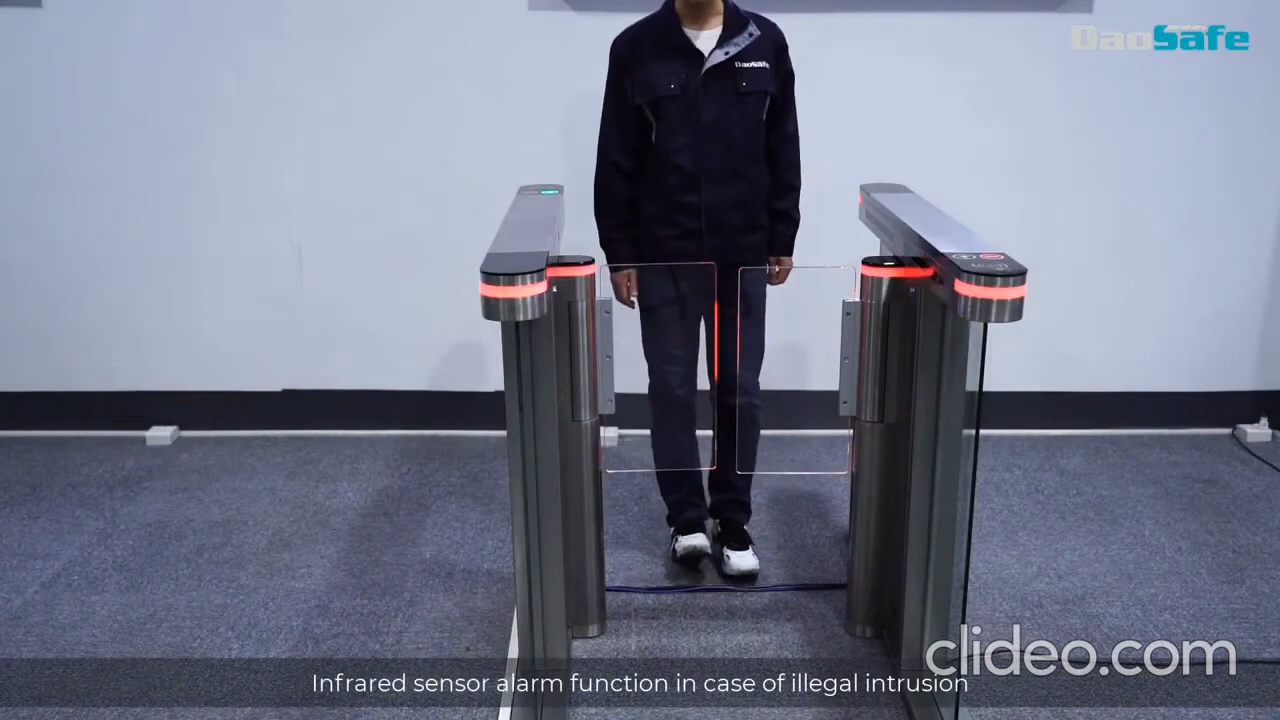 DaoSafe
DaoSafe
clideo.com
Infrared sensor alarm function in case of illegal intrusion